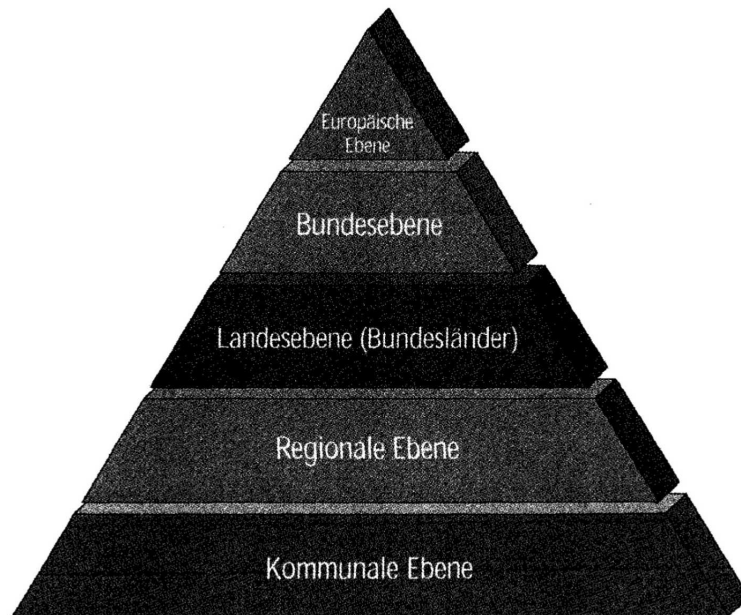 Europäische
Ebene
Bundesebene
Landesebene (Bundesländer)
Regionale Ebene
Kommunale Ebene